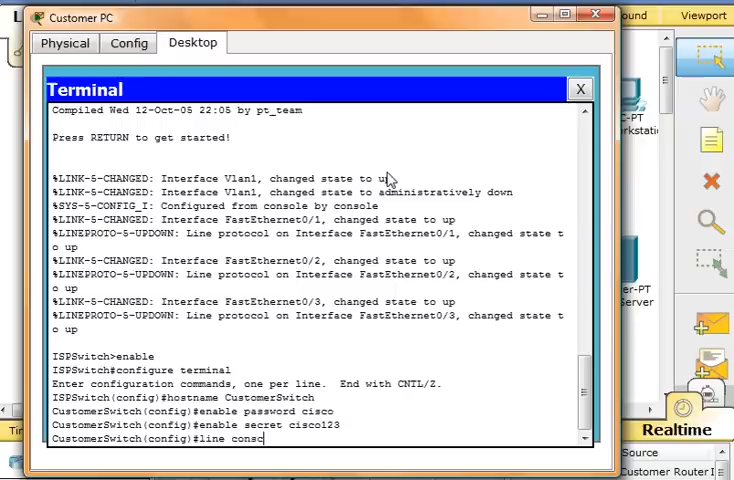 Customer PC
ound
Viewport
Physical
Config
Desktop
Terminal
X
Compiled Wed 12-Oct-05 22:05 by pt_team
Press RETURN to get started!
%LINK-5-CHANGED: Interface Vlan1, changed state to up
%LINK-5-CHANGED: Interface Vlan1, changed state to administratively down
%SYS-5-CONFIG_I: Configured from console by console
%LINK-5-CHANGED: Interface FastEthernet0/1, changed state to up
%LINEPROTO-5-UPDOWN: Line protocol on Interface FastEthernet0/1, changed state t
o up
%LINK-5-CHANGED: Interface FastEthernet0/2, changed state to up
%LINEPROTO-5-UPDOWN: Line protocol on Interface FastEthernet0/2, changed state t
o up
%LINK-5-CHANGED: Interface FastEthernet0/3, changed state to up
%LINEPROTO-5-UPDOWN: Line protocol on Interface FastEthernet0/3, changed state t
o up
ISPSwitch>enable
ISPSwitch#configure terminal
Enter configuration commands, one per line.  End with CNTL/Z.
ISPSwitch(config)#hostname CustomerSwitch
CustomerSwitch(config)#enable password cisco
CustomerSwitch(config)#enable secret cisco123
CustomerSwitch(config)#line consc
C-PT
rkstati
er-PT
Server
Realtime
Source
Customer Router I
L
Tin